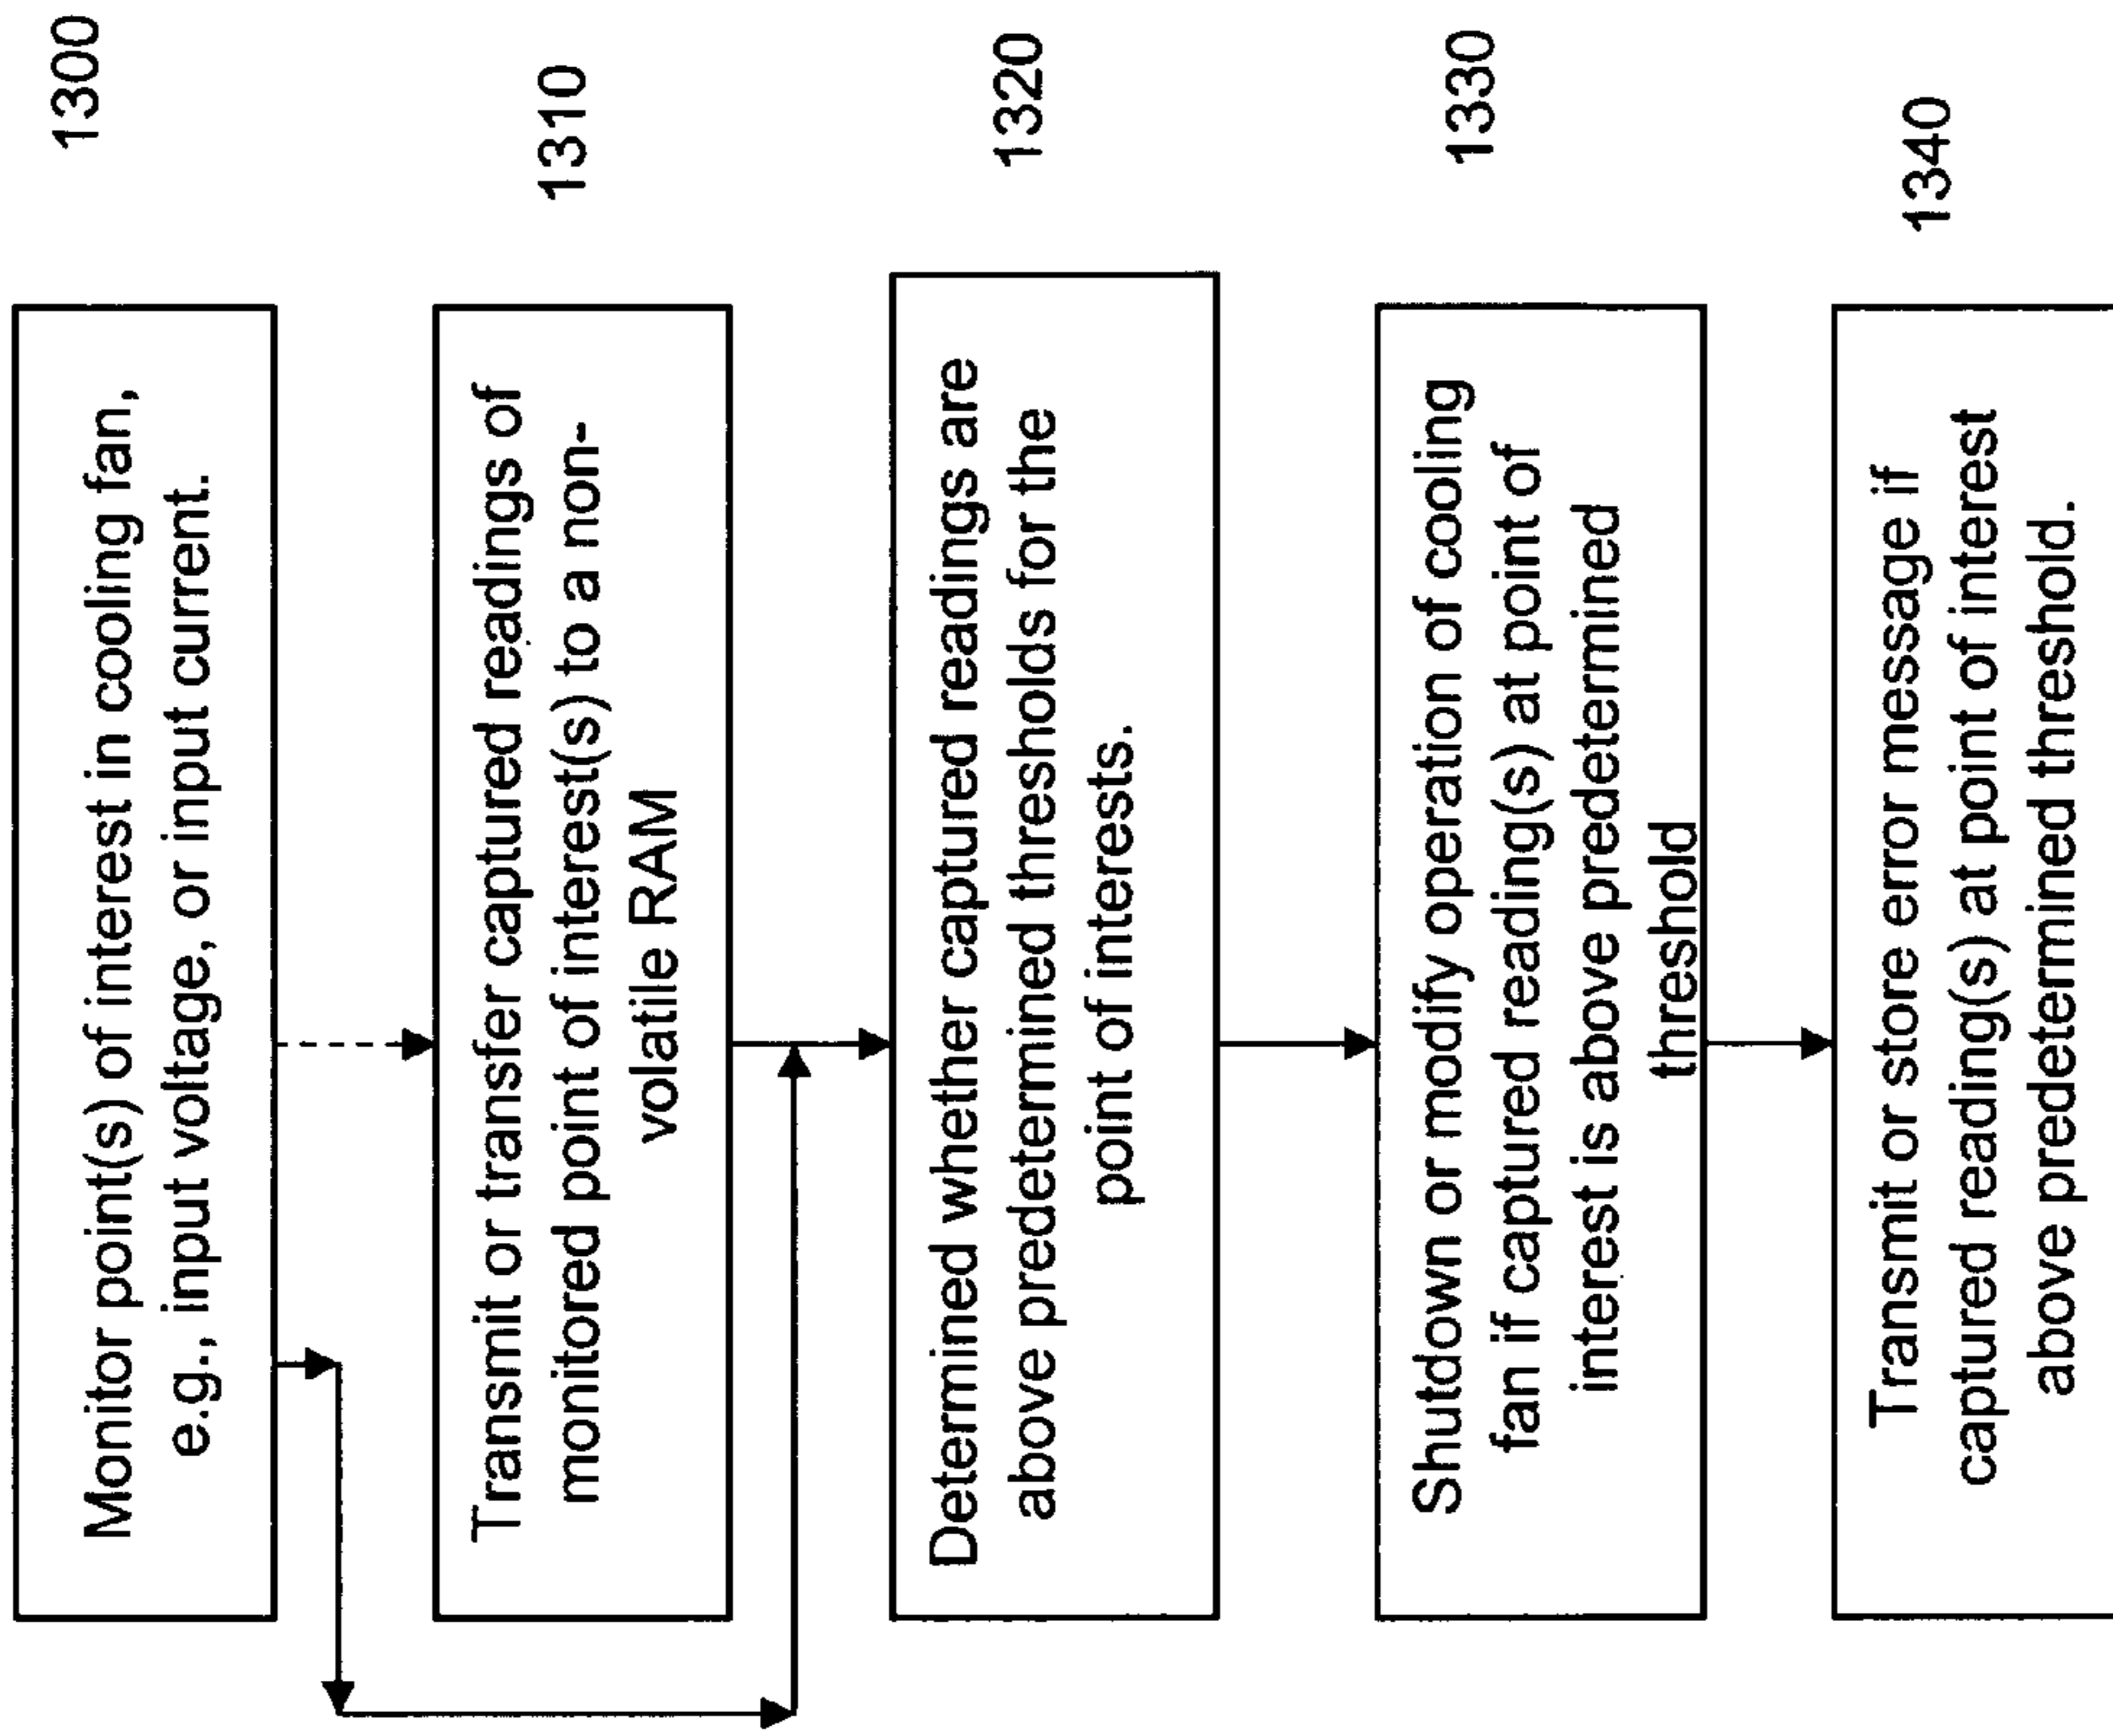 Monitor point(s) of interest in cooling fan,
e.g., input voltage, or input current.
1300
Transmit or transfer captured readings of
monitored point of interest(s) to a non-
volatile RAM
1310
Determined whether captured readings are
above predetermined thresholds for the
point of interests.
1320
Shutdown or modify operation of cooling
fan if captured reading(s) at point of
interest is above predetermined
threshold
1330
Transmit or store error message if
captured reading(s) at point of interest
above predetermined threshold.
1340